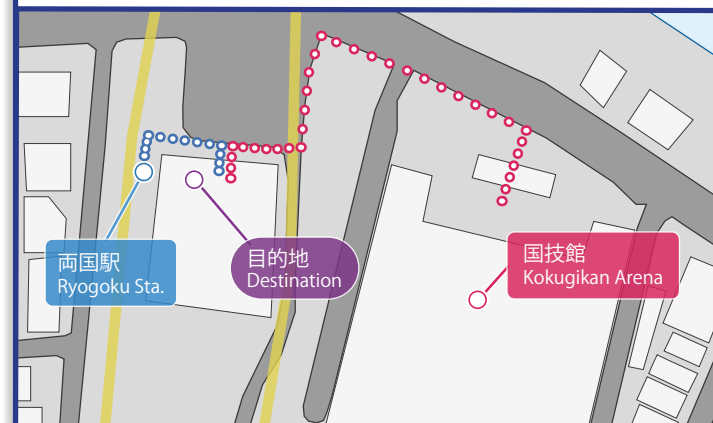 両国駅
Ryogoku Sta.
目的地
Destination
国技館
Kokugikan Arena